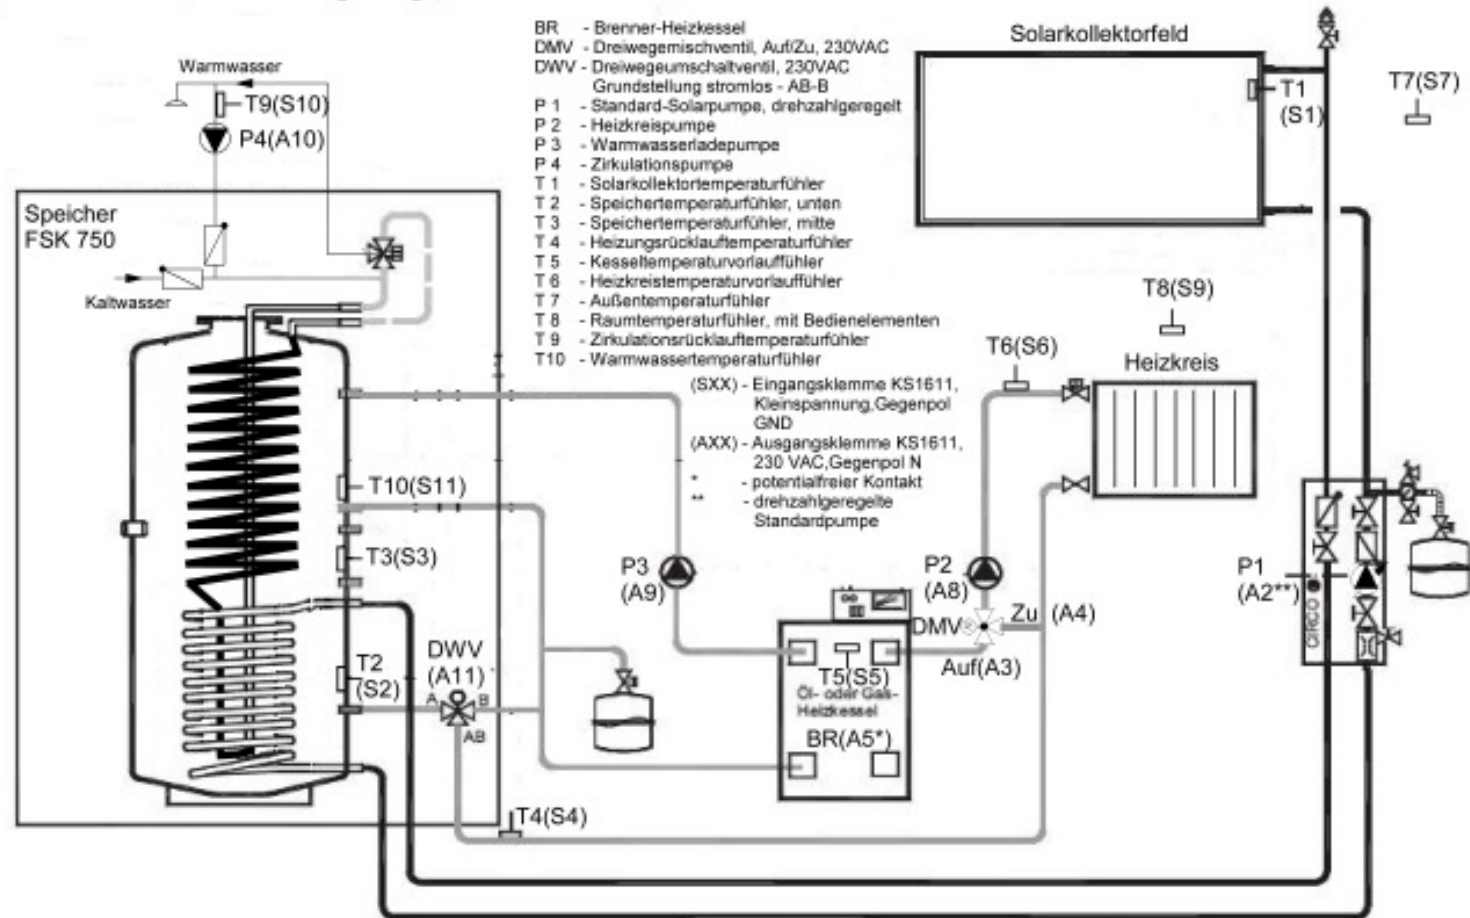 BR - Brenner-Heizkessel
DMV - Dreiwegemischventil, Auf/Zu, 230VAC
DWV - Dreiwegeumschaltventil, 230VAC
Grundstellung stromlos - AB-B
P 1 - Standard-Solarpumpe, drehzahlgeregelt
P 2 - Heizkreispumpe
P 3 - Warmwasserladepumpe
P 4 - Zirkulationspumpe
T 1 - Solarkollektortemperaturfühler
T 2 - Speichertemperaturfühler, unten
T 3 - Speichertemperaturfühler, mitte
T 4 - Heizungsrücklauftemperaturfühler
T 5 - Kesseltemperaturvorlauffühler
T 6 - Heizkreistemperaturvorlauffühler
T 7 - Außentemperaturfühler
T 8 - Raumtemperaturfühler, mit Bedienelementen
T 9 - Zirkulationsrücklauftemperaturfühler
T10 - Warmwassertemperaturfühler
(SXX) - Eingangsklemme KS1611,
Kleinspannung,Gegenpol
GND
(AXX) - Ausgangsklemme KS1611,
230 VAC,Gegenpol N
* - potentialfreier Kontakt
** - drehzahlgeregelte
Standardpumpe
Warmwasser
T9(S10)
P4(A10)
Speicher
FSK 750
Kaltwasser
Solarkollektorfeld
T1
(S1)
T7(S7)
T8(S9)
T6(S6)
Heizkreis
T10(S11)
T3(S3)
P3
(A9)
P2
(A8)
P1
(A2**)
CIRCO
Zu (A4)
DMV
Auf(A3)
T2
(S2)
DWV
(A11)
A
B
AB
T5(S5)
Öl- oder Gas-
Heizkessel
BR(A5*)
T4(S4)